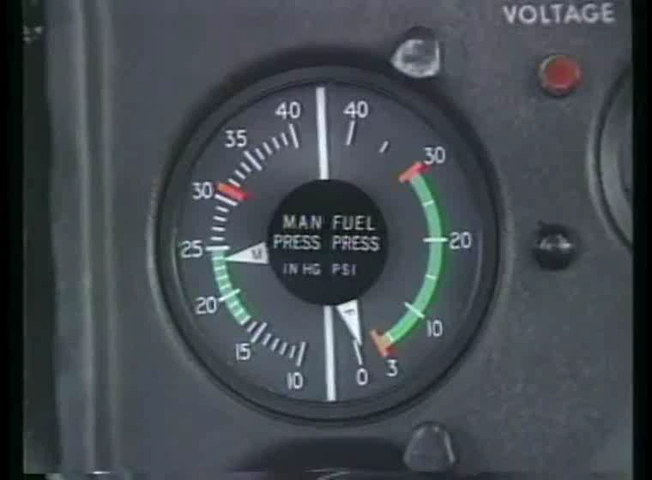 VOLTAGE
40 40
35
30 30
MAN FUEL
PRESS PRESS
IN HG PSI
25 M 20
20
10
15
10 0 3
F